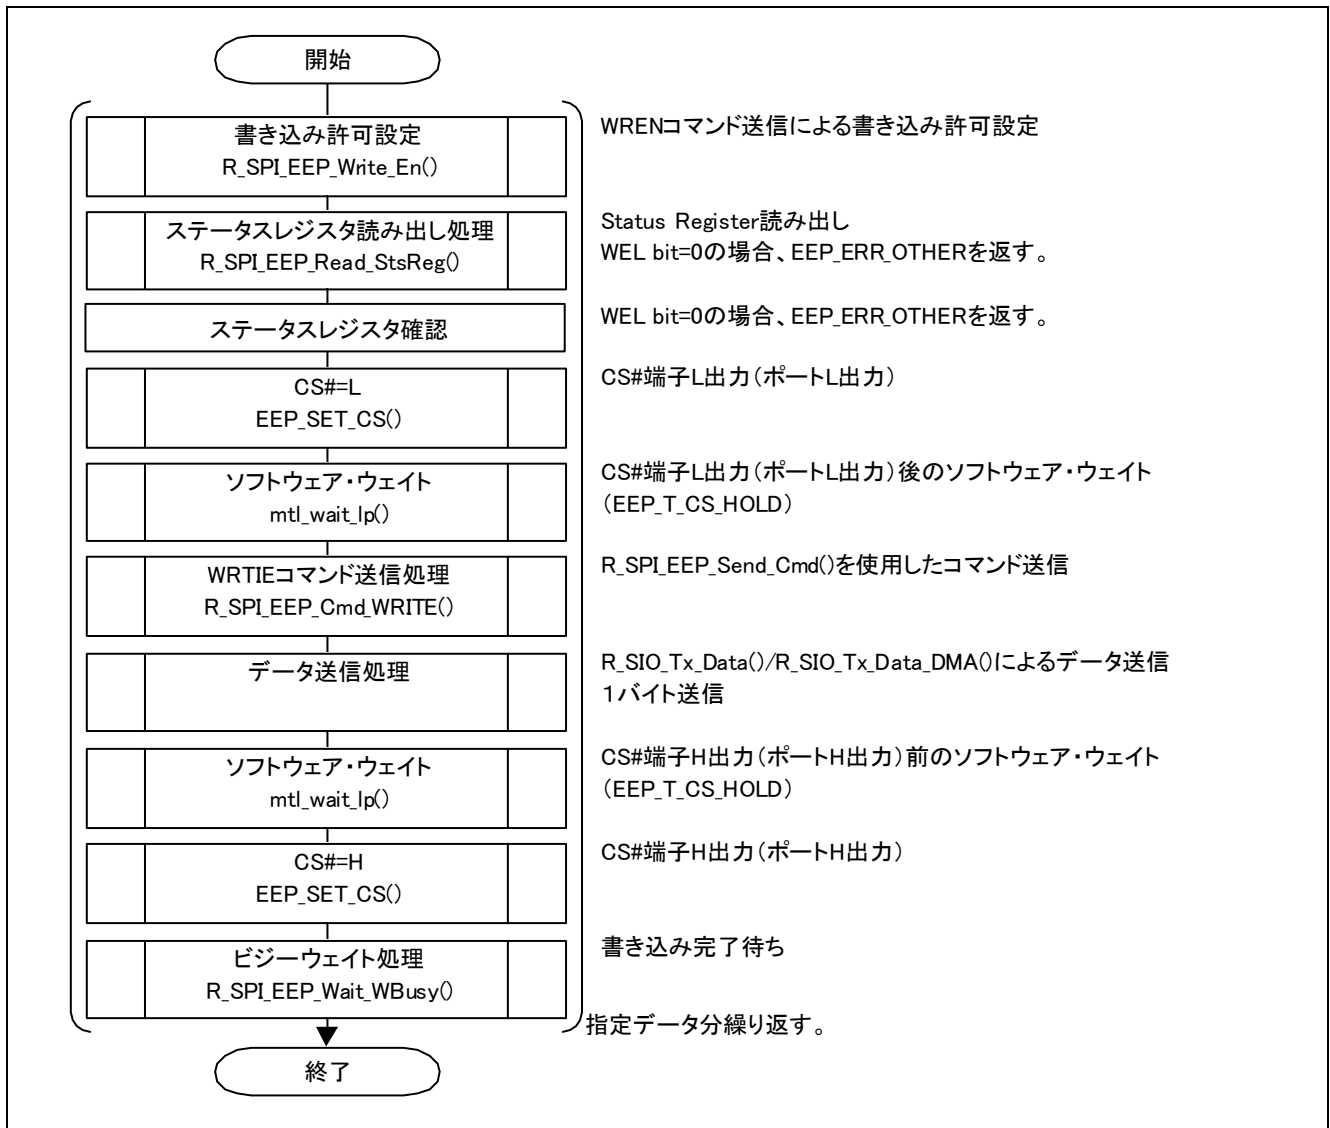 開始
書き込み許可設定
R_SPI_EEP_Write_En()
WRENコマンド送信による書き込み許可設定
ステータスレジスタ読み出し処理
R_SPI_EEP_Read_StsReg()
Status Register読み出し
WEL bit=0の場合、EEP_ERR_OTHERを返す。
ステータスレジスタ確認
WEL bit=0の場合、EEP_ERR_OTHERを返す。
CS#=L
EEP_SET_CS()
CS#端子L出力（ポートL出力）
ソフトウェア・ウェイト
mtl_wait_lp()
CS#端子L出力（ポートL出力）後のソフトウェア・ウェイト
（EEP_T_CS_HOLD）
WRTIEコマンド送信処理
R_SPI_EEP_Cmd_WRITE()
R_SPI_EEP_Send_Cmd()を使用したコマンド送信
データ送信処理
R_SIO_Tx_Data()/R_SIO_Tx_Data_DMA()によるデータ送信
１バイト送信
ソフトウェア・ウェイト
mtl_wait_lp()
CS#端子H出力（ポートH出力）前のソフトウェア・ウェイト
（EEP_T_CS_HOLD）
CS#=H
EEP_SET_CS()
CS#端子H出力（ポートH出力）
ビジーウェイト処理
R_SPI_EEP_Wait_WBusy()
書き込み完了待ち
指定データ分繰り返す。
終了